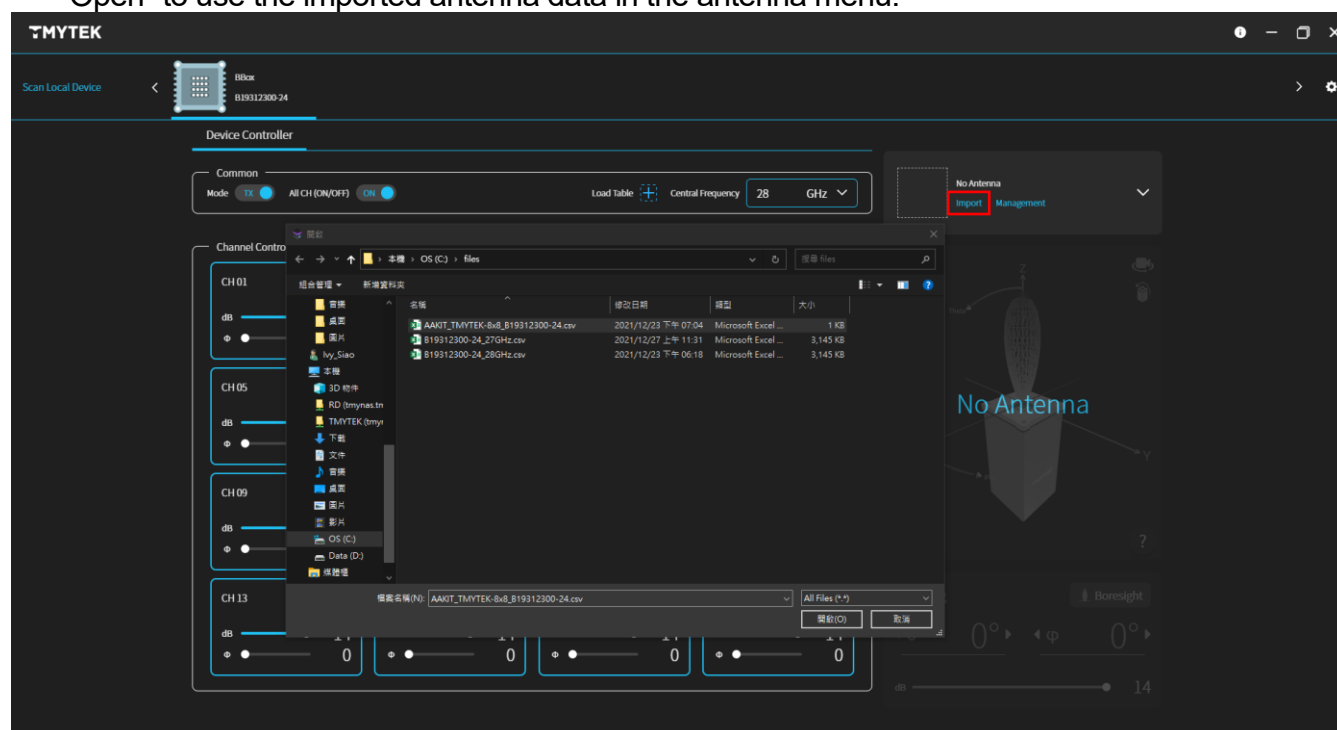 Open" to use the imported antenna data in the antenna menu.
TMYTEK
Scan Local Device
BBox
B19312300-24
Device Controller
Common
Mode TX All CH (ON/OFF) ON Load Table Central Frequency 28 GHz
No Antenna
Import Management
Channel Contro
開啟
本機 › OS (C:) › files
搜尋 files
組合管理 新增資料夾
名稱 修改日期 類型 大小
AAKIT_TMYTEK-8x8_B19312300-24.csv 2021/12/23 下午 07:04 Microsoft Excel ... 1 KB
B19312300-24_27GHz.csv 2021/12/27 上午 11:31 Microsoft Excel ... 3,145 KB
B19312300-24_28GHz.csv 2021/12/23 下午 06:18 Microsoft Excel ... 3,145 KB
音樂
桌面
圖片
Ivy_Siao
本機
3D 物件
RD (tmynas.tn
TMYTEK (tmyr
下載
文件
音樂
桌面
圖片
影片
OS (C:)
Data (D:)
媒體櫃
檔案名稱(N): AAKIT_TMYTEK-8x8_B19312300-24.csv All Files (*.*)
開啟(O) 取消
CH 01
dB
Φ
CH 05
dB
Φ
CH 09
dB
Φ
CH 13
dB
Φ 0 Φ 0 Φ 0 Φ 0
Z
Theta
No Antenna
Y
?
Boresight
0° φ 0°
dB 14